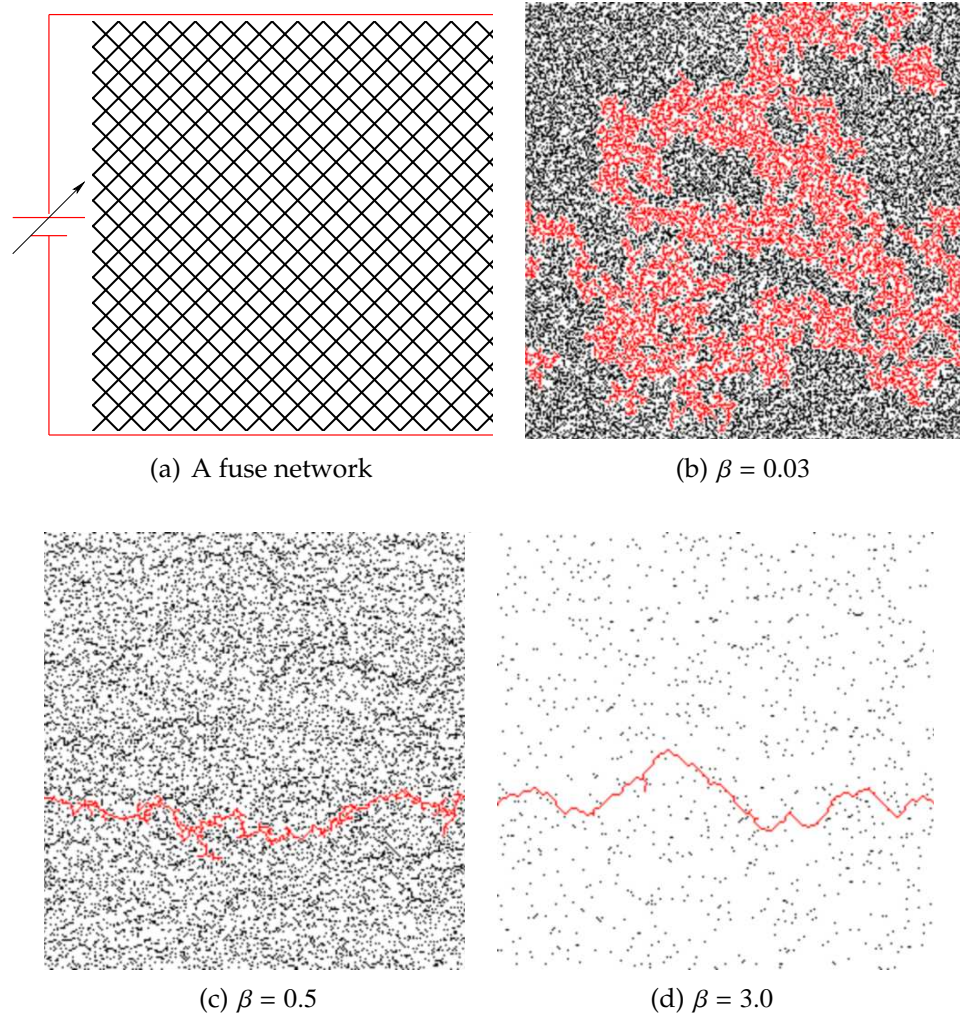 (a) A fuse network
(b) β = 0.03
(c) β = 0.5
(d) β = 3.0